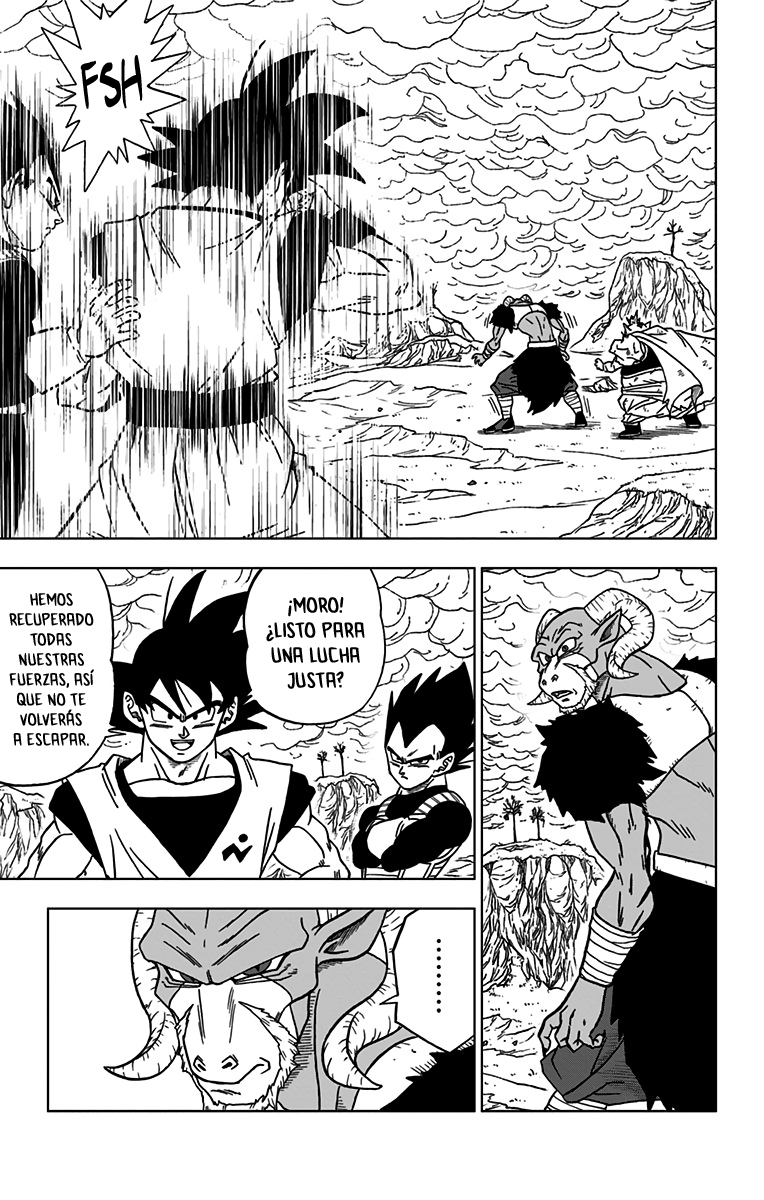 FSH
¡MORO!
¿LISTO PARA
UNA LUCHA
JUSTA?
HEMOS
RECUPERADO
TODAS
NUESTRAS
FUERZAS, ASÍ
QUE NO TE
VOLVERÁS
A ESCAPAR.
........